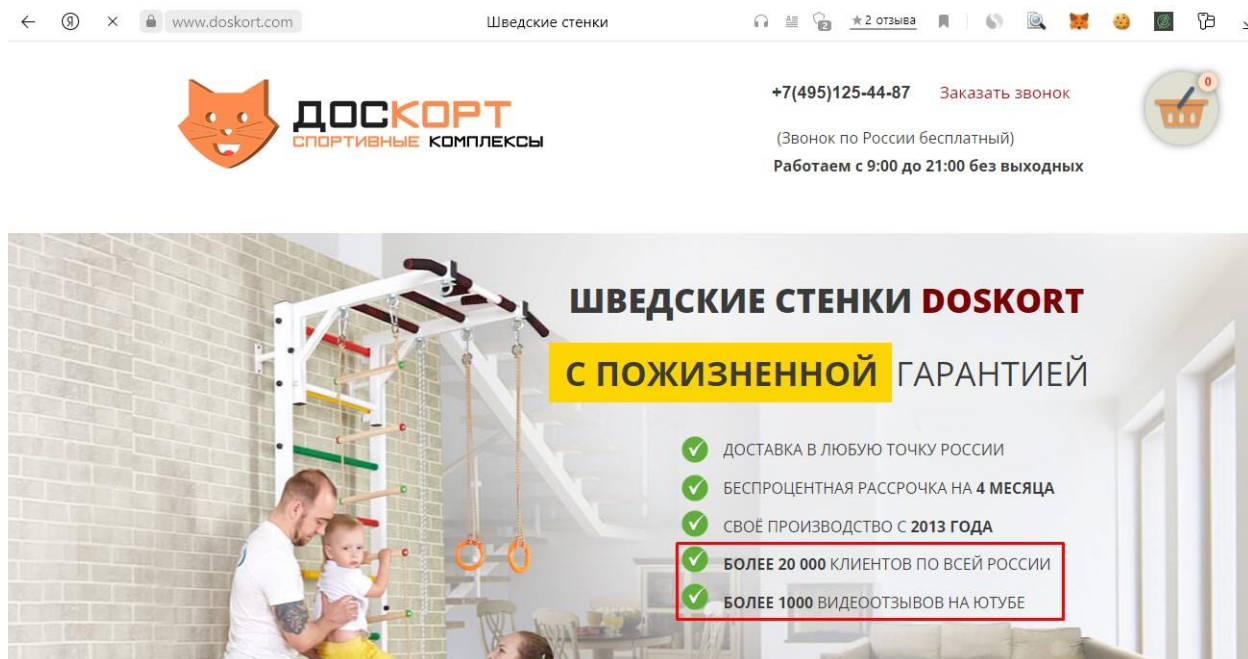 www.doskort.com
Шведские стенки
2
★ 2 отзыва
ДОСКОРТ
СПОРТИВНЫЕ КОМПЛЕКСЫ
+7(495)125-44-87 Заказать звонок
0
(Звонок по России бесплатный)
Работаем с 9:00 до 21:00 без выходных
ШВЕДСКИЕ СТЕНКИ DOSKORT
С ПОЖИЗНЕННОЙ ГАРАНТИЕЙ
ДОСТАВКА В ЛЮБУЮ ТОЧКУ РОССИИ
БЕСПРОЦЕНТНАЯ РАССРОЧКА НА 4 МЕСЯЦА
СВОЁ ПРОИЗВОДСТВО С 2013 ГОДА
БОЛЕЕ 20 000 КЛИЕНТОВ ПО ВСЕЙ РОССИИ
БОЛЕЕ 1000 ВИДЕООТЗЫВОВ НА ЮТУБЕ